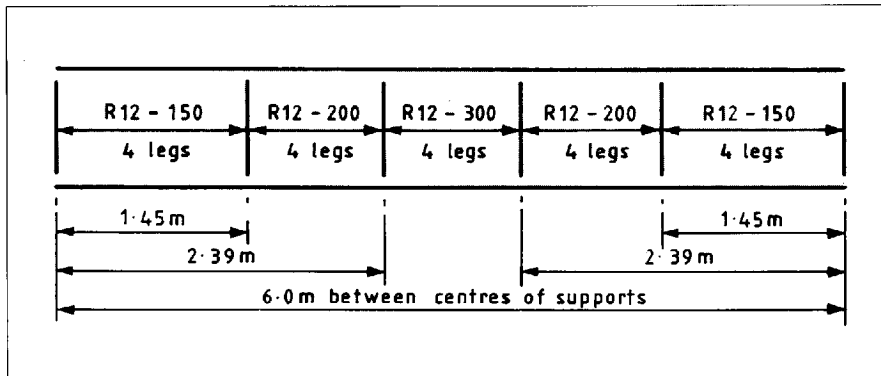 R12-150 R12-200 R12-300 R12-200 R12-150
4 legs 4 legs 4 legs 4 legs 4 legs
1·45m 1·45m
2·39m 2·39m
6·0m between centres of supports